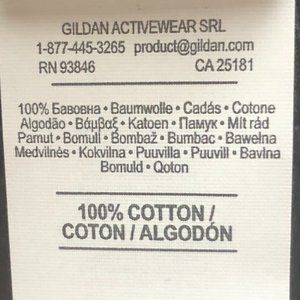 GILDAN ACTIVEWEAR SRL
1-877-445-3265 product@gildan.com
RN 93846 CA 25181
100% Бавовна • Baumwolle • Cadás • Cotone
Algodão • Βάμβαξ • Katoen • Памук • Mít rád
Pamut • Bomull • Bombaž • Bumbac • Bawełna
Medvilnės • Kokvilna • Puuvilla • Puuvill • Bavlna
Bomuld • Qoton
100% COTTON /
COTON / ALGODÓN